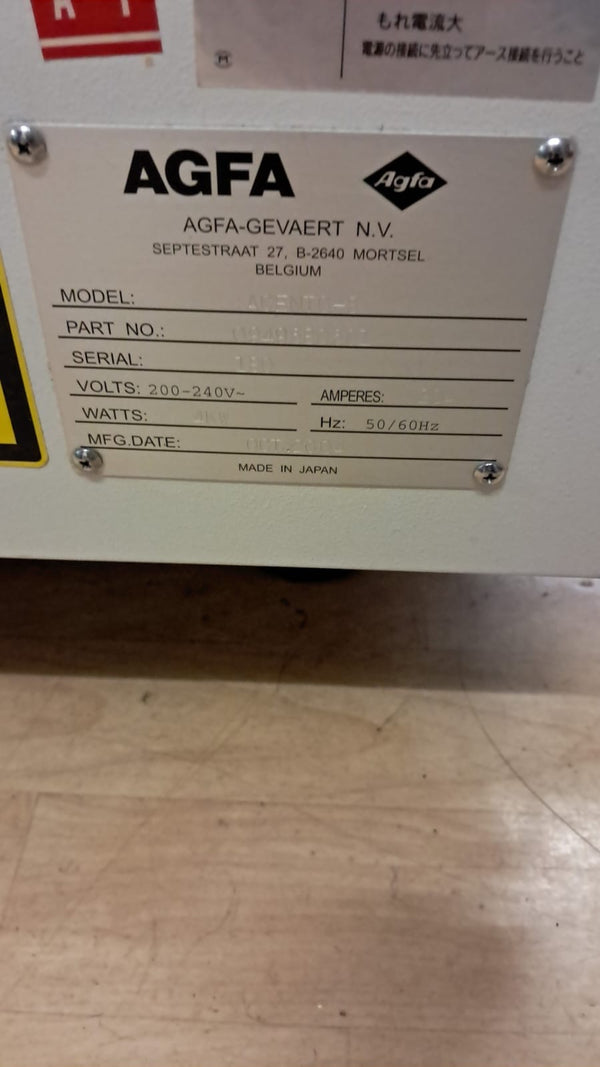 もれ電流大
電源の接続に先立ってアース接続を行うこと
AGFA Agfa
AGFA-GEVAERT N.V.
SEPTESTRAAT 27, B-2640 MORTSEL
BELGIUM
MODEL:
PART NO.:
SERIAL:
VOLTS: 200-240V~ AMPERES:
WATTS: Hz: 50/60Hz
MFG.DATE:
MADE IN JAPAN